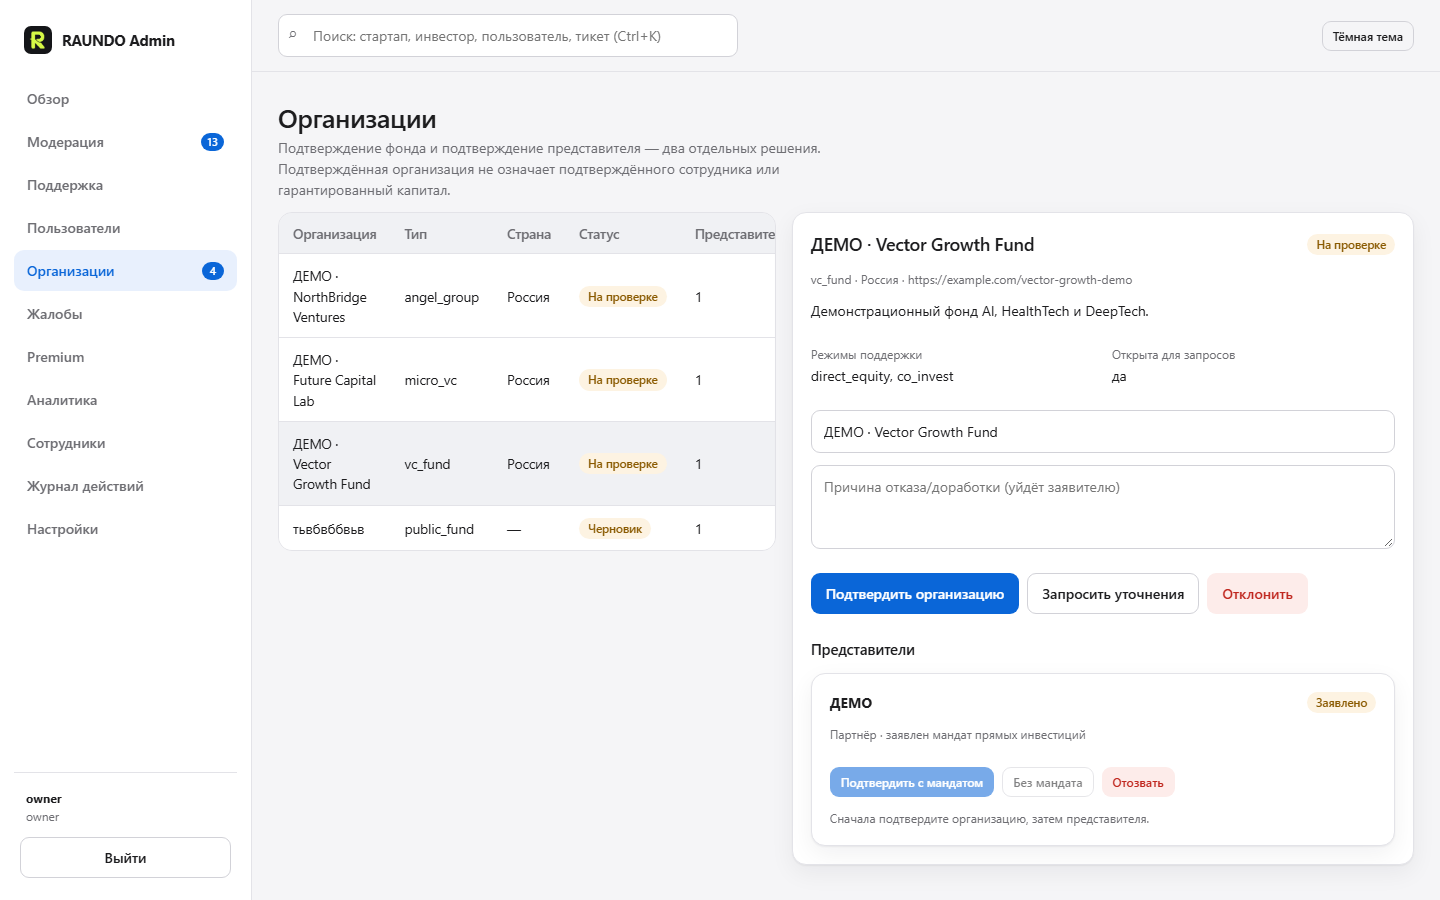 RAUNDO Admin
Поиск: стартап, инвестор, пользователь, тикет (Ctrl+K)
Тёмная тема
Обзор
Модерация 13
Поддержка
Пользователи
Организации 4
Жалобы
Premium
Аналитика
Сотрудники
Журнал действий
Настройки
owner
owner
Выйти
Организации
Подтверждение фонда и подтверждение представителя — два отдельных решения.
Подтверждённая организация не означает подтверждённого сотрудника или
гарантированный капитал.
Организация Тип Страна Статус Представите
ДЕМО ·
NorthBridge
Ventures
angel_group Россия На проверке 1
ДЕМО ·
Future Capital
Lab
micro_vc Россия На проверке 1
ДЕМО ·
Vector
Growth Fund
vc_fund Россия На проверке 1
тьвбвббвьв public_fund — Черновик 1
ДЕМО · Vector Growth Fund На проверке
vc_fund · Россия · https://example.com/vector-growth-demo
Демонстрационный фонд AI, HealthTech и DeepTech.
Режимы поддержки Открыта для запросов
direct_equity, co_invest да
ДЕМО · Vector Growth Fund
Причина отказа/доработки (уйдёт заявителю)
Подтвердить организацию Запросить уточнения Отклонить
Представители
ДЕМО Заявлено
Партнёр · заявлен мандат прямых инвестиций
Подтвердить с мандатом Без мандата Отозвать
Сначала подтвердите организацию, затем представителя.